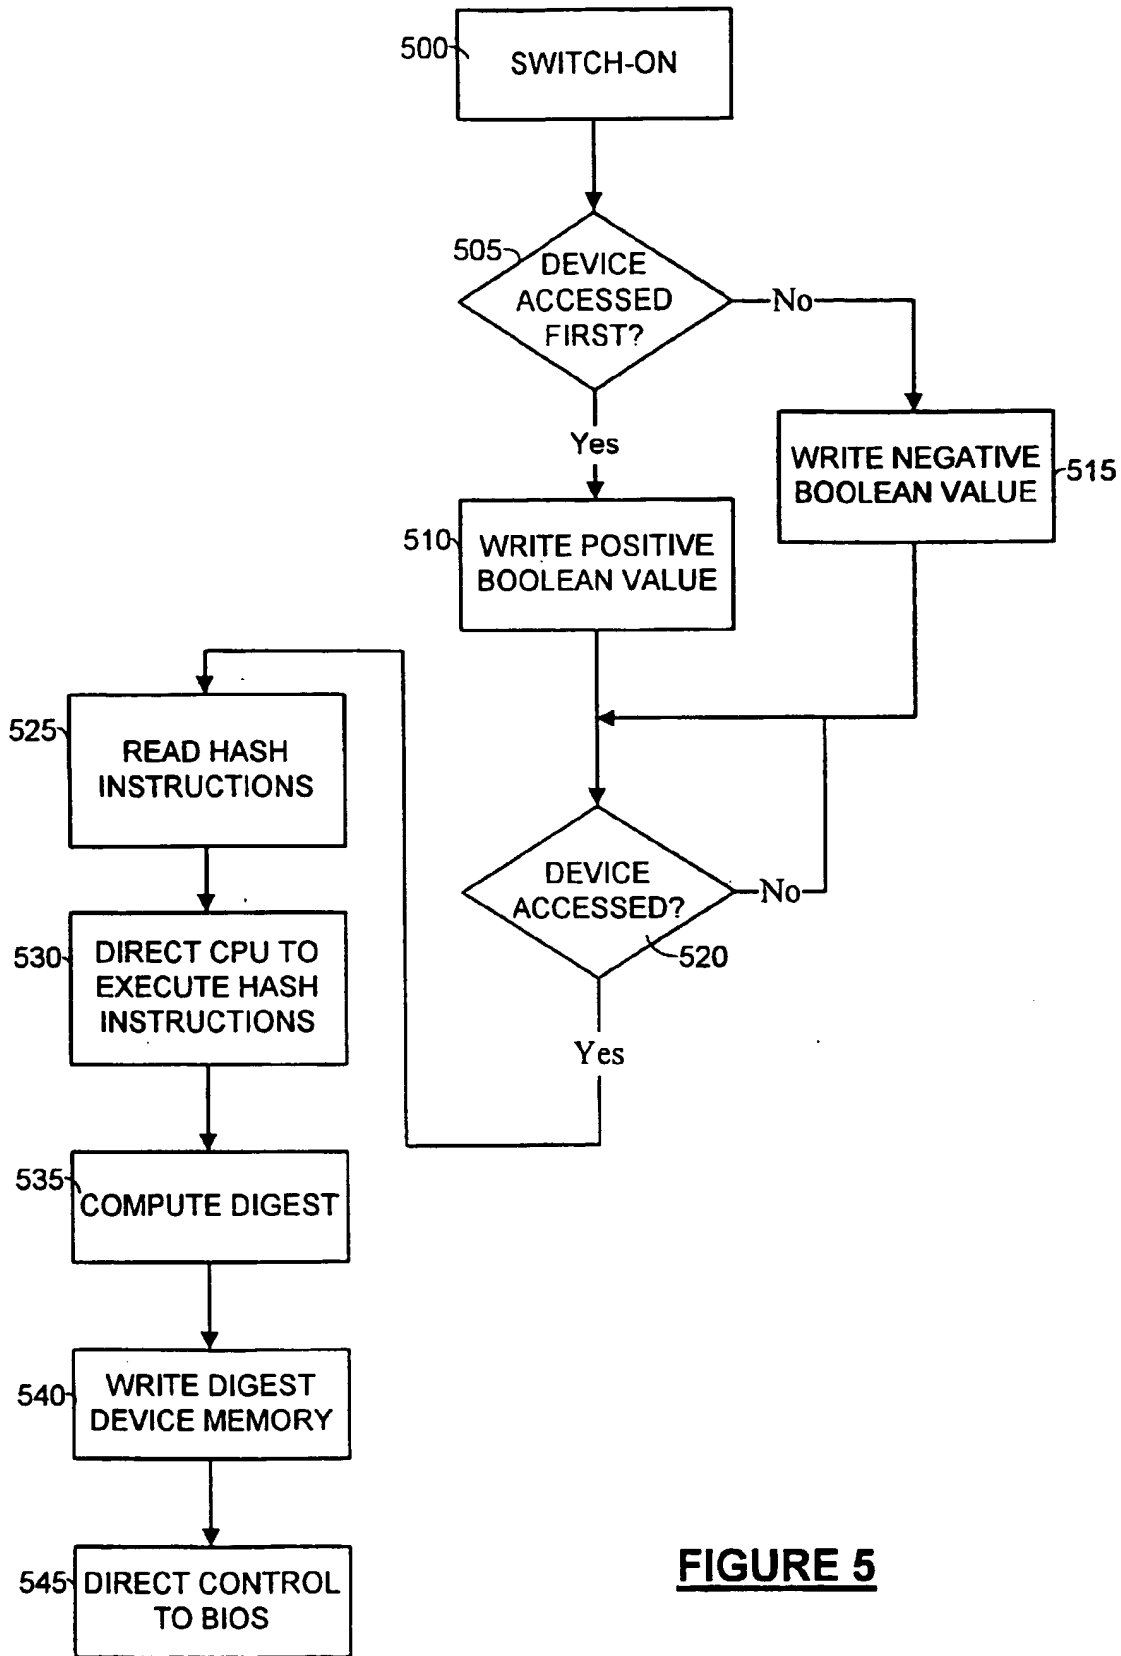 500
SWITCH-ON
505
DEVICE
ACCESSED
FIRST?
No
Yes
WRITE NEGATIVE
BOOLEAN VALUE
515
510
WRITE POSITIVE
BOOLEAN VALUE
525
READ HASH
INSTRUCTIONS
DEVICE
ACCESSED?
No
520
530
DIRECT CPU TO
EXECUTE HASH
INSTRUCTIONS
Yes
535
COMPUTE DIGEST
540
WRITE DIGEST
DEVICE MEMORY
545
DIRECT CONTROL
TO BIOS
FIGURE 5